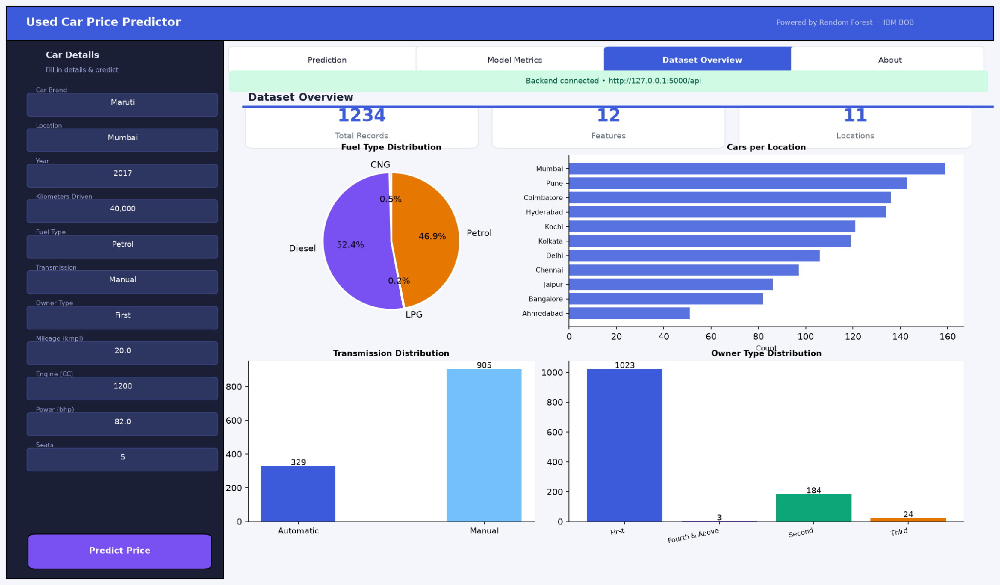 Used Car Price Predictor
Powered by Random Forest · IBM BOB
Car Details
Fill in details & predict
Car Brand
Maruti
Location
Mumbai
Year
2017
Kilometers Driven
40,000
Fuel Type
Petrol
Transmission
Manual
Owner Type
First
Mileage (kmpl)
20.0
Engine (CC)
1200
Power (bhp)
82.0
Seats
5
Predict Price
Prediction
Model Metrics
Dataset Overview
About
Backend connected • http://127.0.0.1:5000/api
Dataset Overview
1234
Total Records
12
Features
11
Locations
Fuel Type Distribution
CNG
0.5%
Petrol
46.9%
Diesel
52.4%
0.2%
LPG
Cars per Location
Mumbai
Pune
Coimbatore
Hyderabad
Kochi
Kolkata
Delhi
Chennai
Jaipur
Bangalore
Ahmedabad
0 20 40 60 80 100 120 140 160
Count
Transmission Distribution
800
600
400
200
0
329
905
Automatic Manual
Owner Type Distribution
1000
800
600
400
200
0
1023
3
184
24
First Fourth & Above Second Third